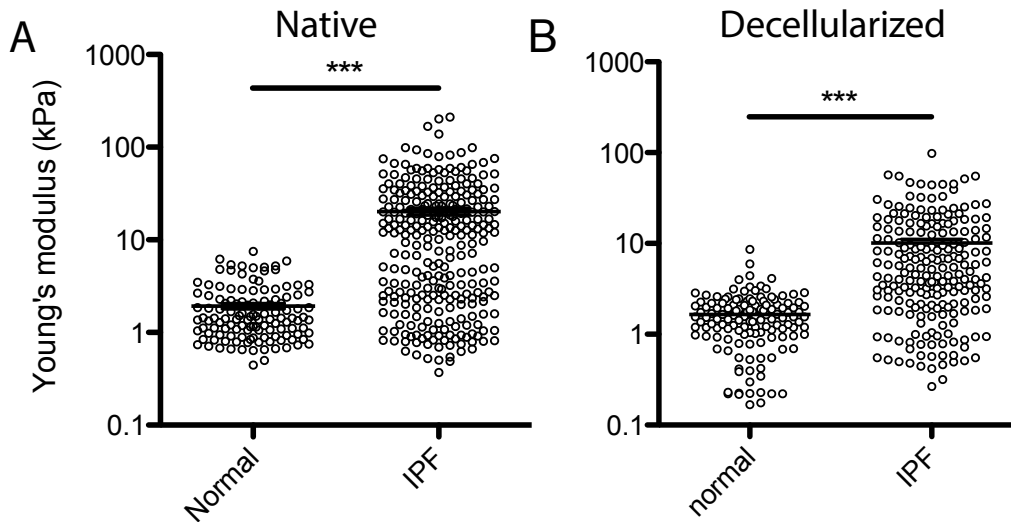 A
Native
Young's modulus (kPa)
1000
100
10
1
0.1
***
Normal
IPF
B
Decellularized
1000
100
10
1
0.1
***
normal
IPF